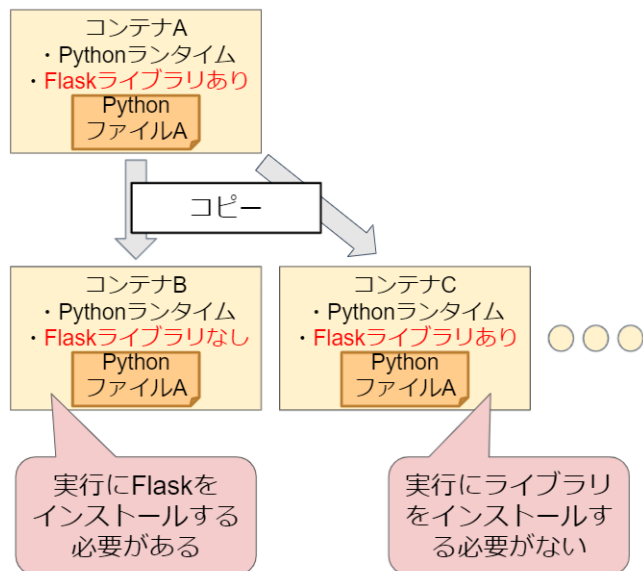 コンテナA
・Pythonランタイム
・Flaskライブラリあり
Python
ファイルA
コピー
コンテナB
・Pythonランタイム
・Flaskライブラリなし
Python
ファイルA
コンテナC
・Pythonランタイム
・Flaskライブラリあり
Python
ファイルA
実行にFlaskを
インストールする
必要がある
実行にライブラリ
をインストールす
る必要がない